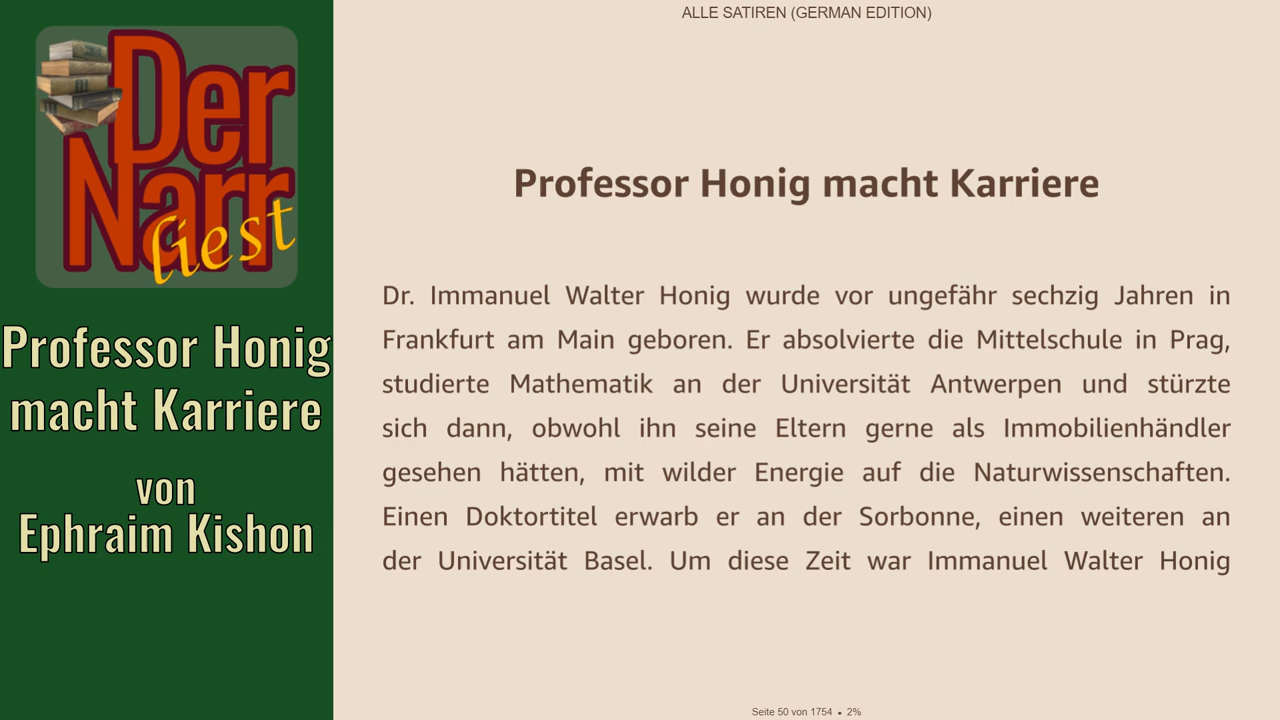 Der
Narr
liest
Professor Honig
macht Karriere
von
Ephraim Kishon
ALLE SATIREN (GERMAN EDITION)
Professor Honig macht Karriere
Dr. Immanuel Walter Honig wurde vor ungefähr sechzig Jahren in
Frankfurt am Main geboren. Er absolvierte die Mittelschule in Prag,
studierte Mathematik an der Universität Antwerpen und stürzte
sich dann, obwohl ihn seine Eltern gerne als Immobilienhändler
gesehen hätten, mit wilder Energie auf die Naturwissenschaften.
Einen Doktortitel erwarb er an der Sorbonne, einen weiteren an
der Universität Basel. Um diese Zeit war Immanuel Walter Honig
Seite 50 von 1754 • 2%